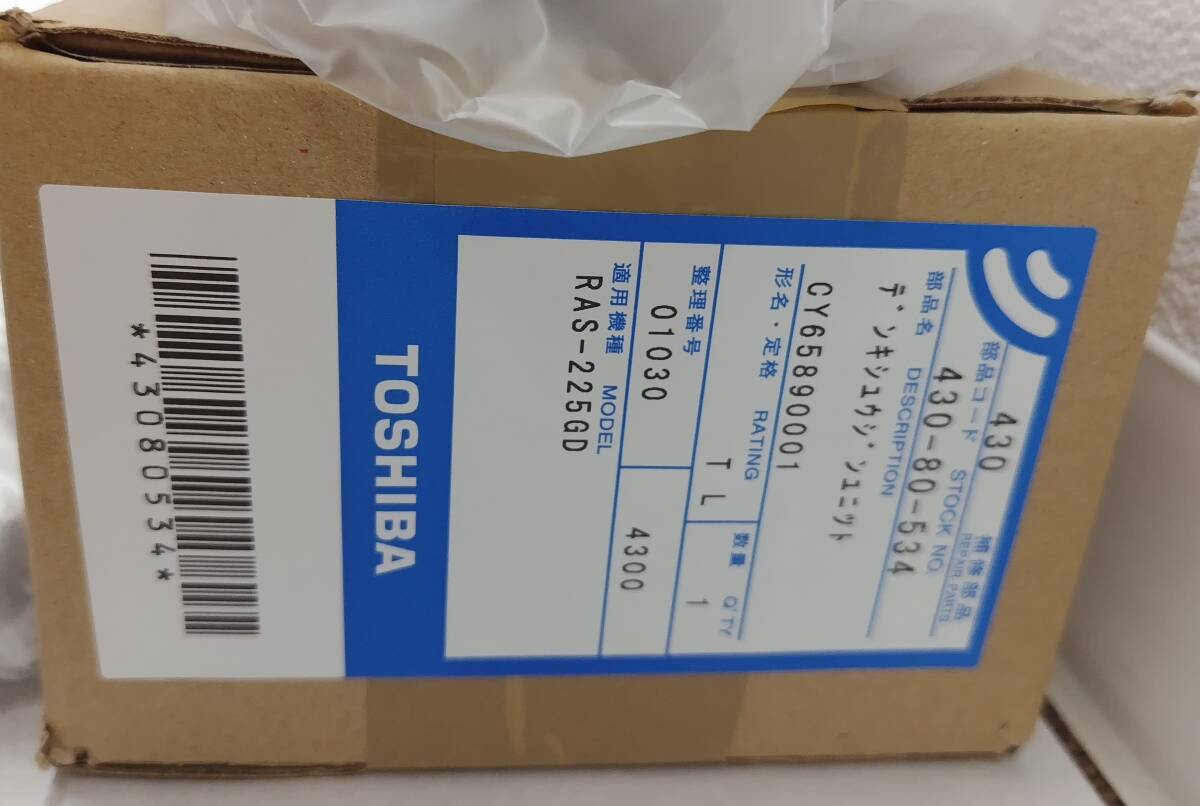 430 補修部品
REPAIR PARTS
部品コード STOCK NO.
430-80-534
部品名 DESCRIPTION
デンキシュウジンユニット
形名・定格 RATING
CY65890001
T L
数量 Q'TY
1
整理番号
01030
4300
適用機種 MODEL
RAS-225GD
TOSHIBA
*43080534*